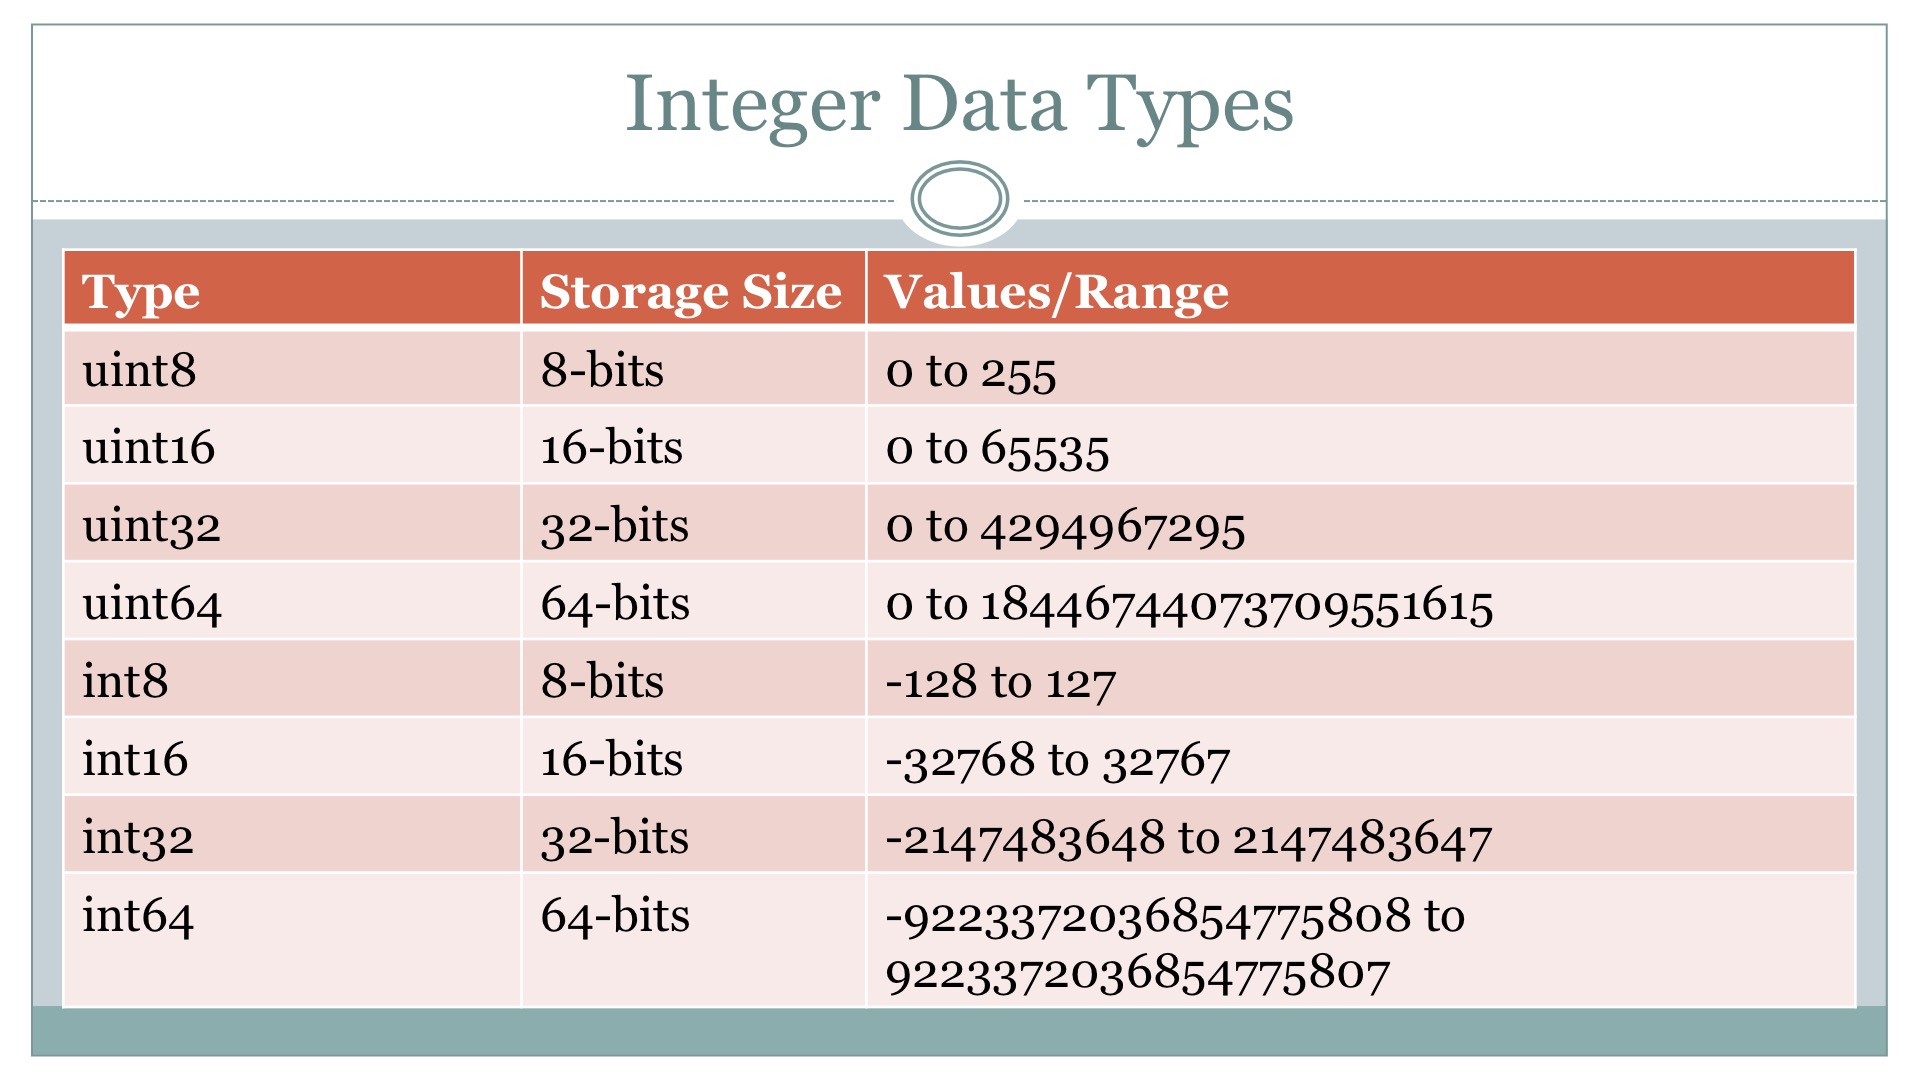 Integer Data Types
Type Storage Size Values/Range
uint8 8-bits 0 to 255
uint16 16-bits 0 to 65535
uint32 32-bits 0 to 4294967295
uint64 64-bits 0 to 18446744073709551615
int8 8-bits -128 to 127
int16 16-bits -32768 to 32767
int32 32-bits -2147483648 to 2147483647
int64 64-bits -9223372036854775808 to
9223372036854775807